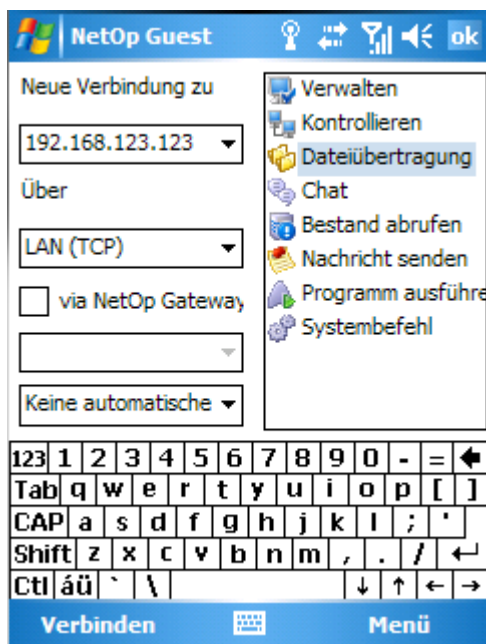 NetOp Guest
ok
Neue Verbindung zu
192.168.123.123
Über
LAN (TCP)
via NetOp Gateway
Keine automatische
Verwalten
Kontrollieren
Dateiübertragung
Chat
Bestand abrufen
Nachricht senden
Programm ausführe
Systembefehl
123 1 2 3 4 5 6 7 8 9 0 - =
Tab q w e r t y u i o p [ ]
CAP a s d f g h j k l ; '
Shift z x c v b n m , . /
Ctl áü ` \ ↓ ↑ ← →
Verbinden
Menü